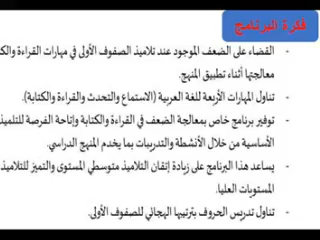 فكرة البرنامج
- القضاء على الضعف الموجود عند تلاميذ الصفوف الأولى في مهارات القراءة والكتا
معالجتها أثناء تطبيق المنهج.
- تناول المهارات الأربعة للغة العربية (الاستماع والتحدث والقراءة والكتابة).
- توفير برنامج خاص بمعالجة الضعف في القراءة والكتابة وإتاحة الفرصة للتلميذ
الأساسية من خلال الأنشطة والتدريبات بما يخدم المنهج الدراسي.
- يساعد هذا البرنامج على زيادة إتقان التلاميذ متوسطي المستوى والتميز للتلاميذ
المستويات العليا.
- تناول تدريس الحروف بترتيبها الهجائي للصفوف الأولى.